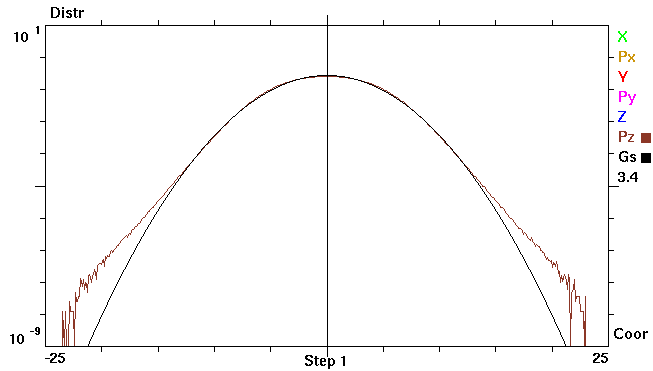 Distr
10 1
X
Px
Y
Py
Z
Pz
Gs
3.4
10 -9
Coor
-25
Step 1
25